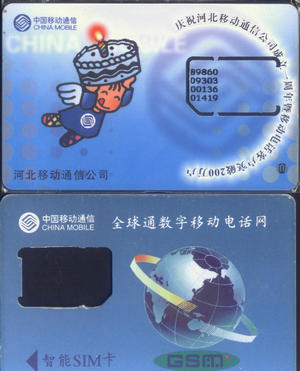 中国移动通信
CHINA MOBILE
CHINA MOBILE
庆祝河北移动通信公司成立一周年暨移动电话客户突破200万户
89860
09303
00136
01419
河北移动通信公司
中国移动通信
CHINA MOBILE
全球通数字移动电话网
智能SIM卡
GSM